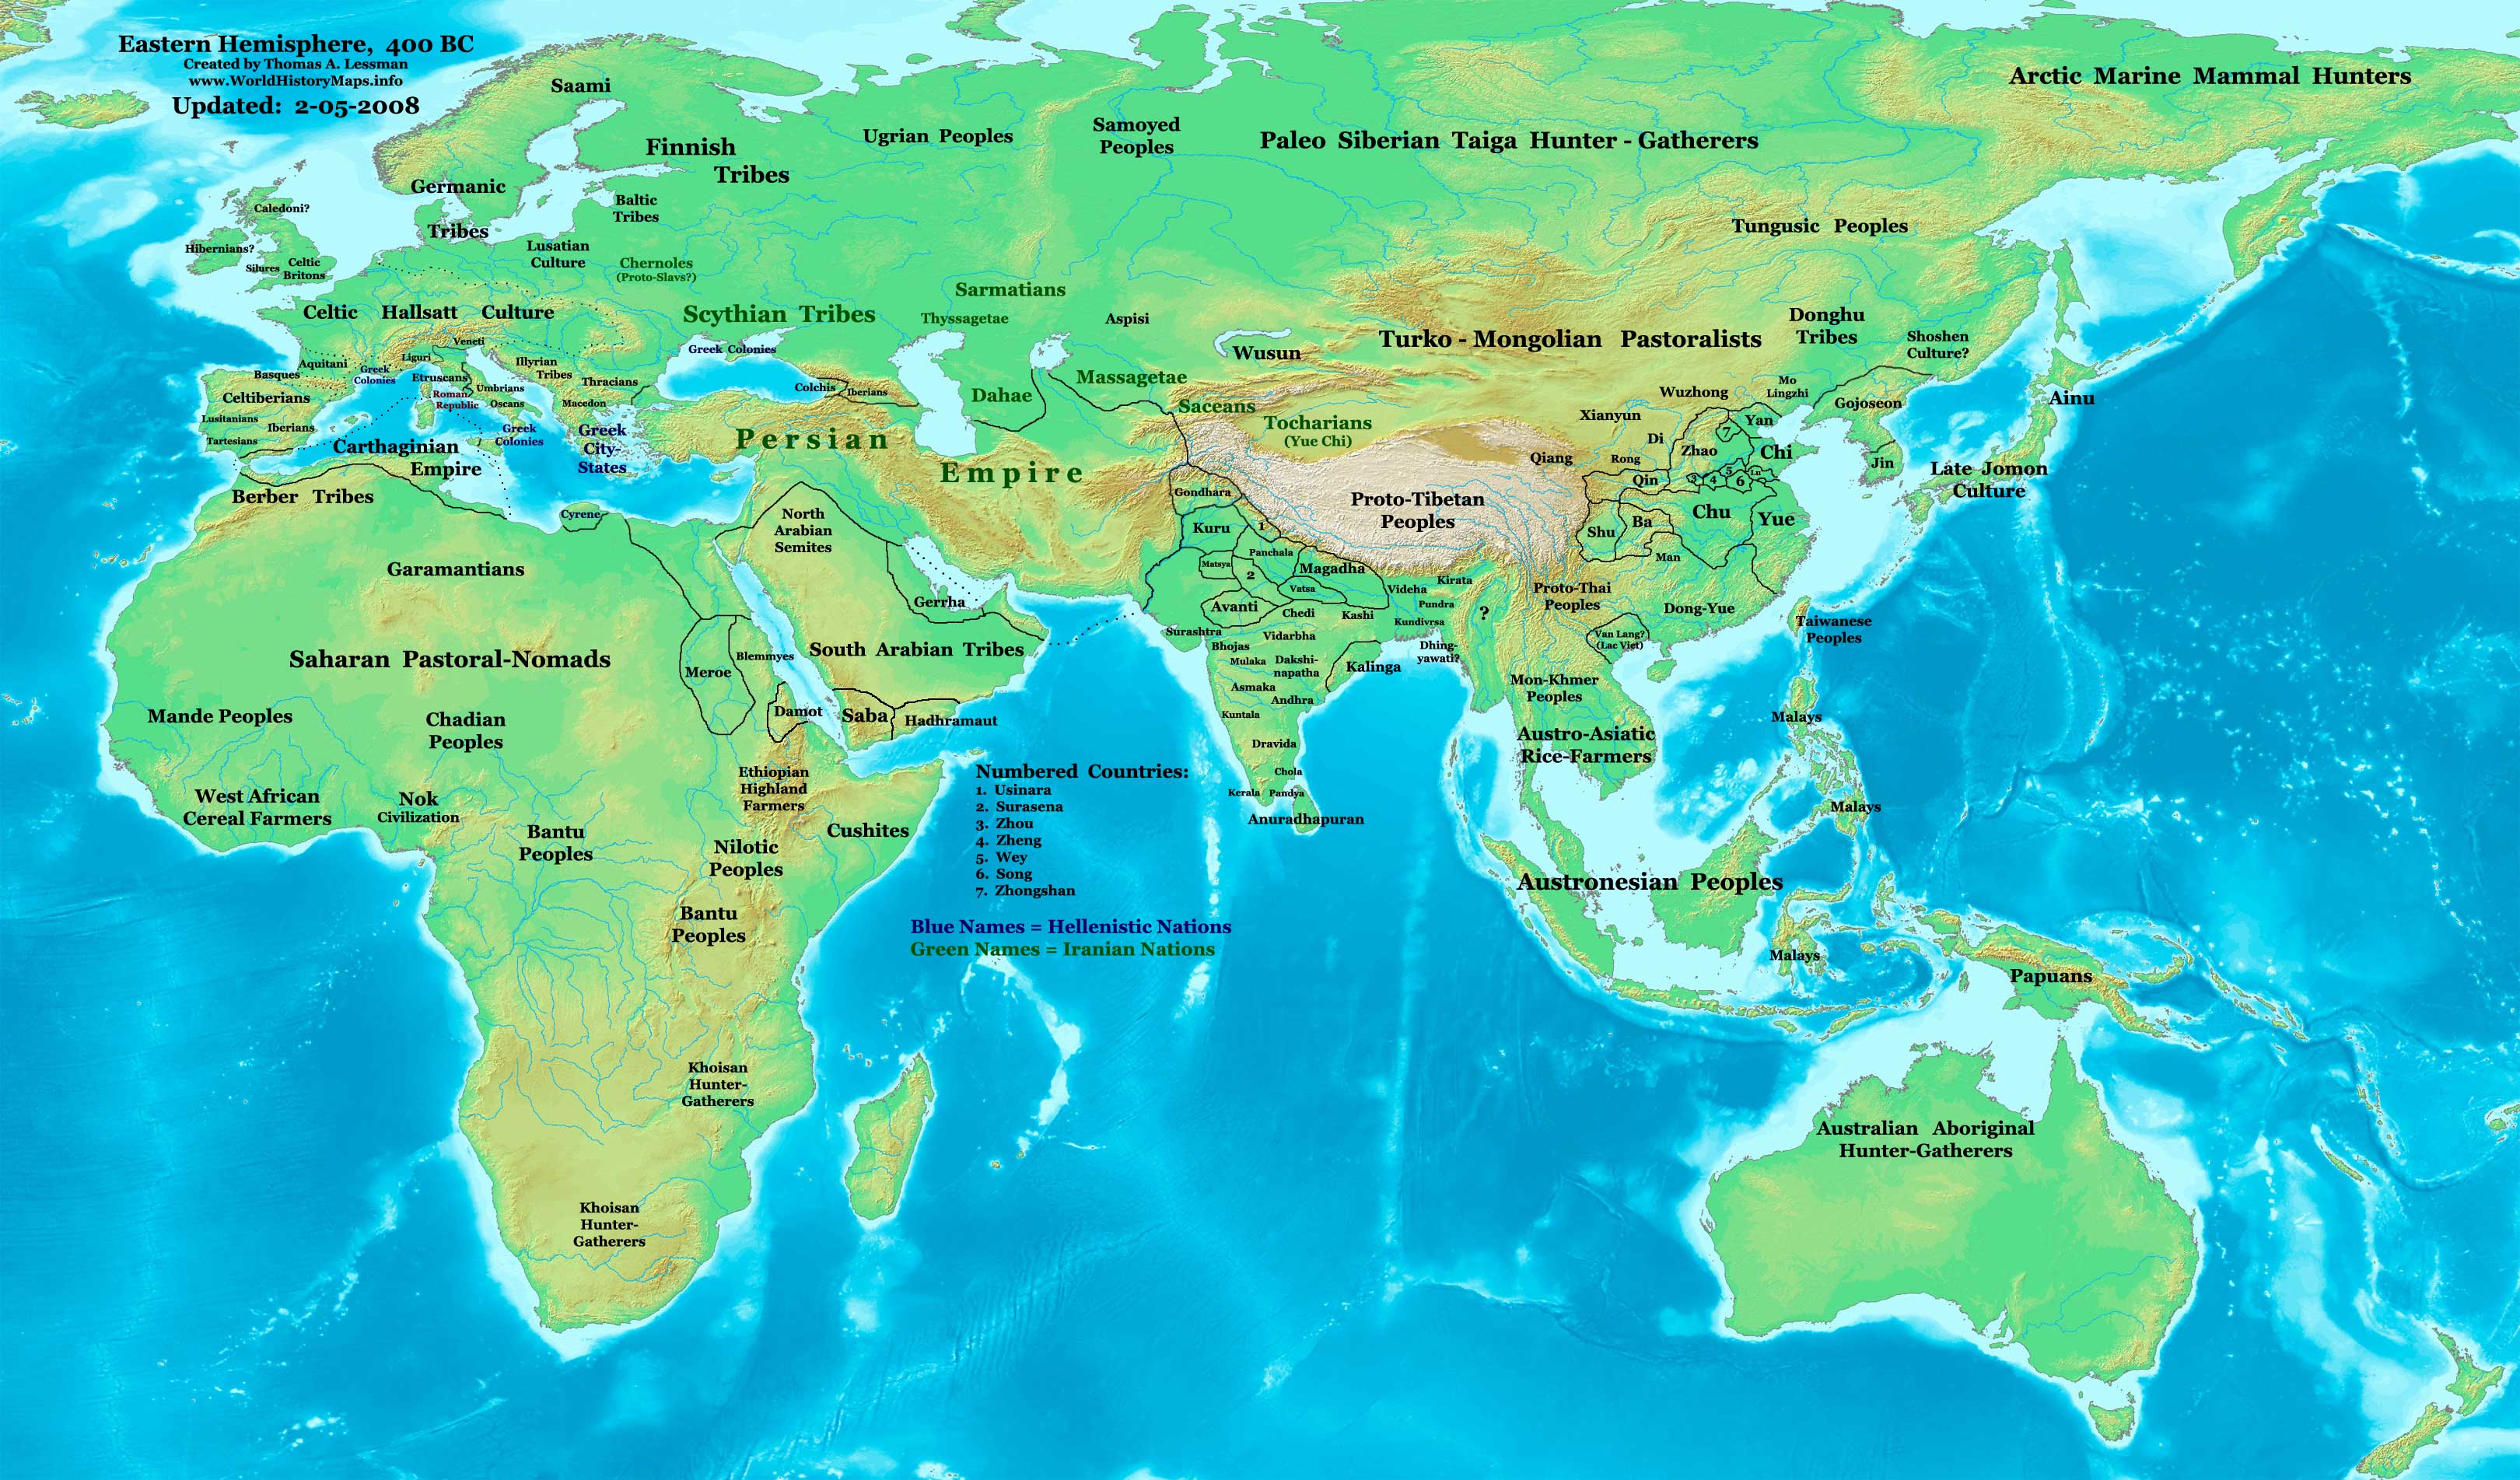 Eastern Hemisphere, 400 BC
Created by Thomas A. Lessman
www.WorldHistoryMaps.info
Updated: 2-05-2008
Saami
Arctic Marine Mammal Hunters
Finnish
Tribes
Ugrian Peoples
Samoyed
Peoples
Paleo Siberian Taiga Hunter - Gatherers
Germanic
Tribes
Caledoni?
Hibernians?
Silures
Celtic
Britons
Baltic
Tribes
Lusatian
Culture
Chernoles
(Proto-Slavs?)
Tungusic Peoples
Celtic Hallsatt Culture
Scythian Tribes
Sarmatians
Thyssagetae
Aspisi
Wusun
Turko - Mongolian Pastoralists
Donghu
Tribes
Shoshen
Culture?
Veneti
Liguri
Aquitani
Basques
Greek
Colonies
Etruscans
Illyrian
Tribes
Umbrians
Thracians
Greek Colonies
Colchis
Iberians
Dahae
Massagetae
Saceans
Tocharians
(Yue Chi)
Celtiberians
Lusitanians
Iberians
Tartesians
Roman
Republic
Oscans
Macedon
Greek
Colonies
Greek
City-
States
Carthaginian
Empire
Persian
Empire
Wuzhong
Mo
Lingzhi
Gojoseon
Ainu
Xianyun
Di
Rong
Qiang
Yan
7
Zhao
Chi
Jin
Late Jomon
Culture
Qin
3
4
5
Lu
6
Berber Tribes
Cyrene
North
Arabian
Semites
Gondhara
Proto-Tibetan
Peoples
Kuru
1
Shu
Ba
Chu
Yue
Man
Panchala
Matsya
2
Magadha
Vatsa
Videha
Kirata
Garamantians
Gerrha
Avanti
Chedi
Kashi
Pundra
Kundivrsa
?
Proto-Thai
Peoples
Dong-Yue
Taiwanese
Peoples
Van Lang?
(Lac Viet)
Saharan Pastoral-Nomads
Meroe
Blemmyes
South Arabian Tribes
Surashtra
Vidarbha
Bhojas
Mulaka
Dakshi-
napatha
Kalinga
Dhing-
yawati?
Asmaka
Andhra
Kuntala
Mon-Khmer
Peoples
Mande Peoples
Chadian
Peoples
Damot
Saba
Hadhramaut
Malays
Dravida
Austro-Asiatic
Rice-Farmers
Chola
Kerala
Pandya
Anuradhapuran
Malays
West African
Cereal Farmers
Nok
Civilization
Ethiopian
Highland
Farmers
Cushites
Bantu
Peoples
Nilotic
Peoples
Numbered Countries:
1. Usinara
2. Surasena
3. Zhou
4. Zheng
5. Wey
6. Song
7. Zhongshan
Austronesian Peoples
Bantu
Peoples
Blue Names = Hellenistic Nations
Green Names = Iranian Nations
Malays
Papuans
Khoisan
Hunter-
Gatherers
Australian Aboriginal
Hunter-Gatherers
Khoisan
Hunter-
Gatherers